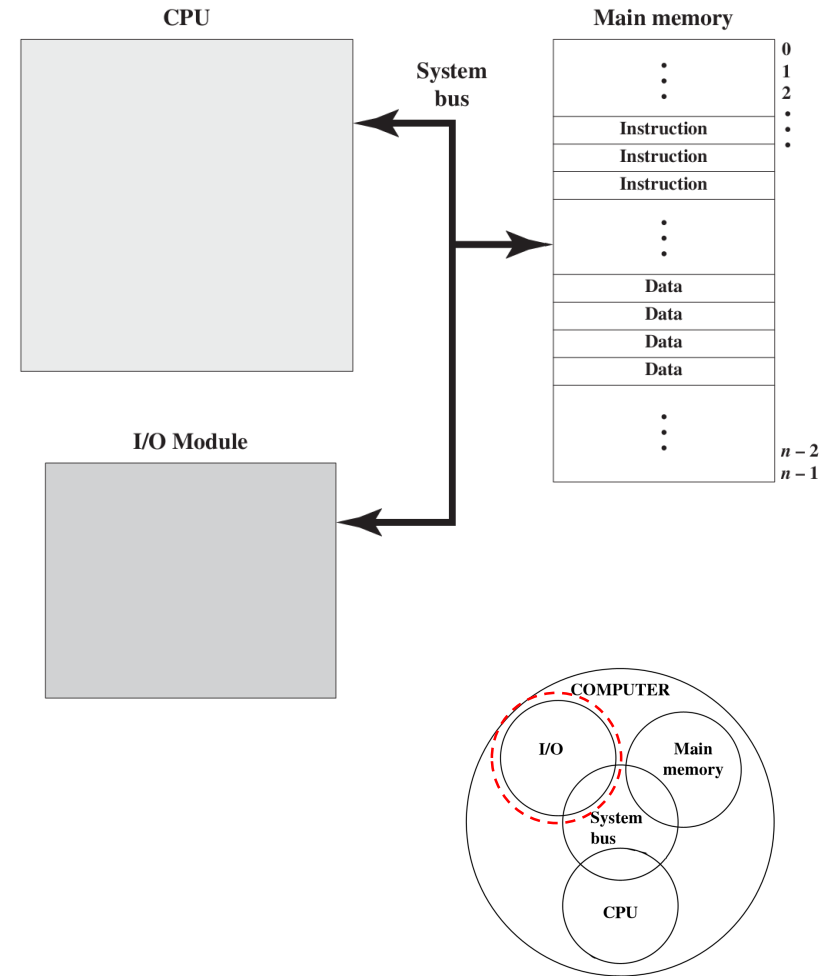 CPU
System
bus
Main memory
0
1
2
Instruction
Instruction
Instruction
Data
Data
Data
Data
n – 2
n – 1
I/O Module
COMPUTER
I/O
Main
memory
System
bus
CPU